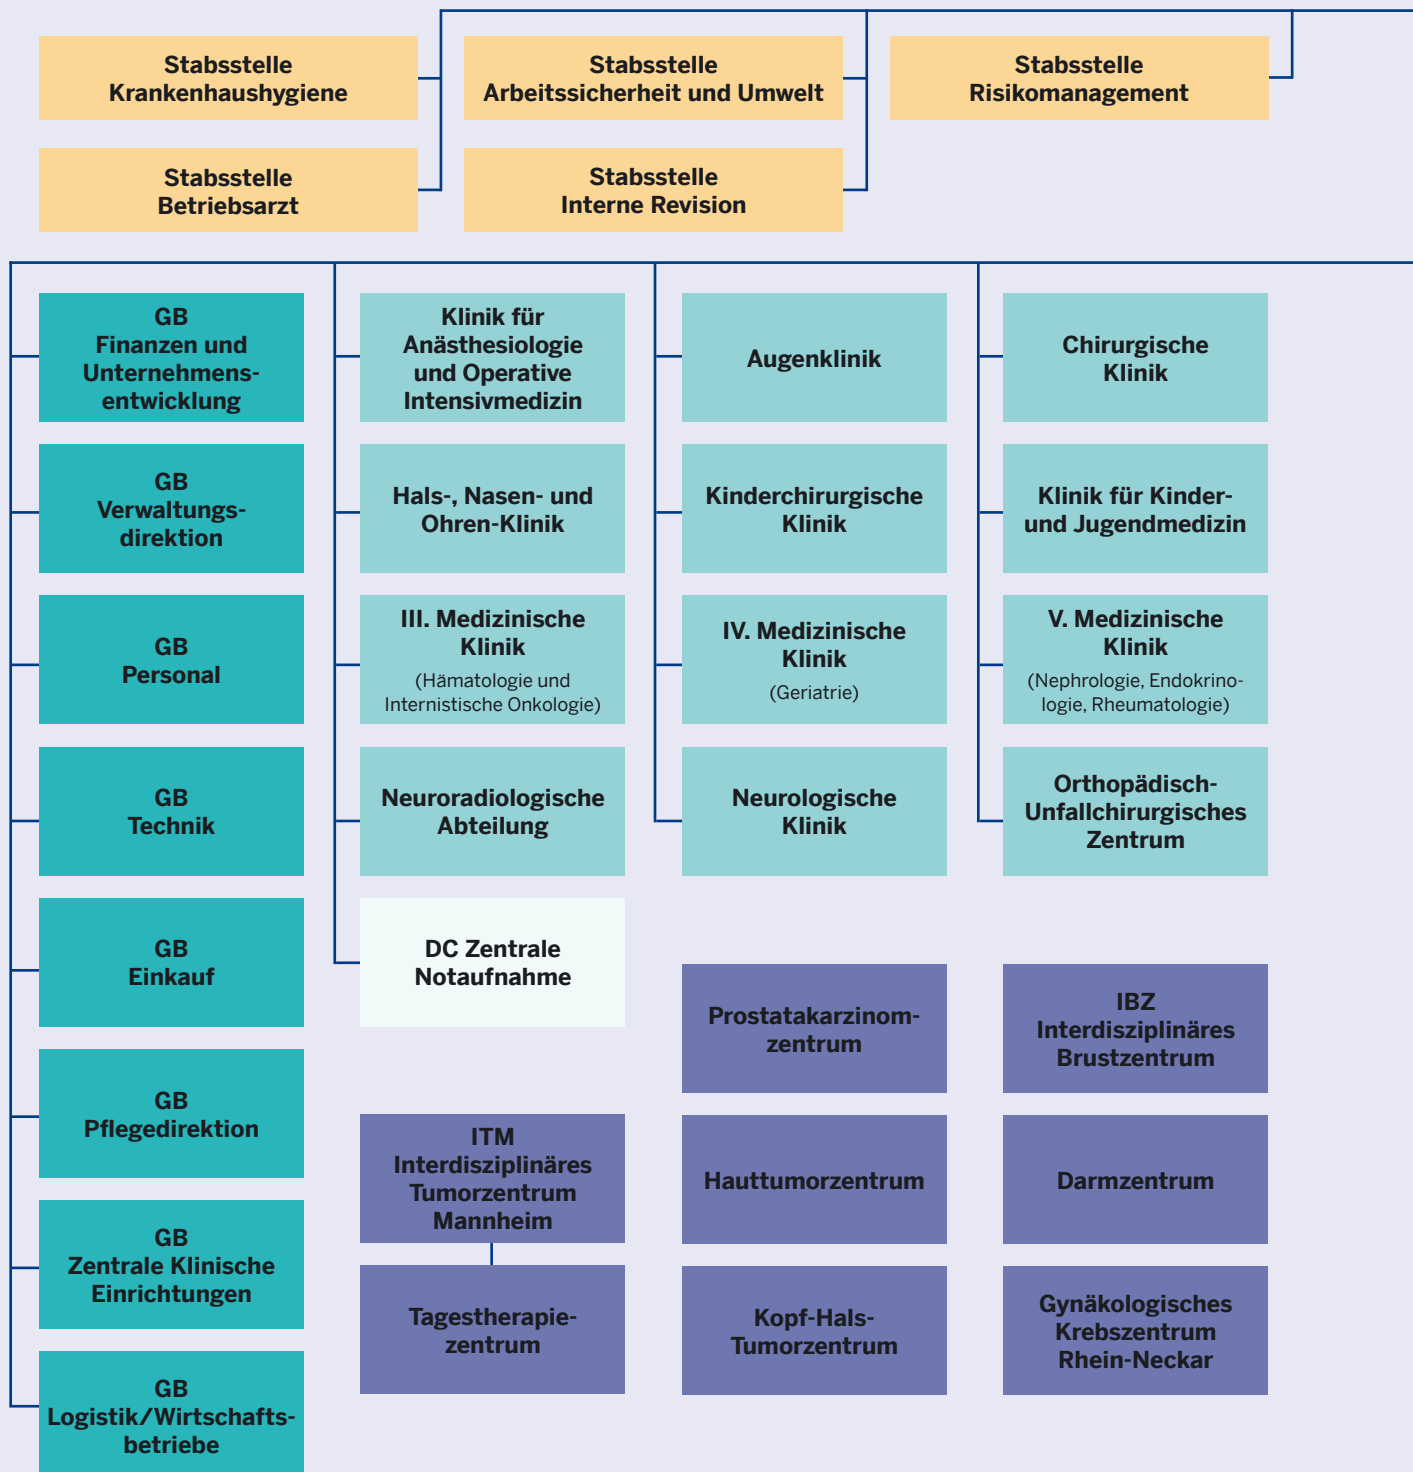 Stabsstelle
Krankenhaushygiene
Stabsstelle
Arbeitssicherheit und Umwelt
Stabsstelle
Risikomanagement
Stabsstelle
Betriebsarzt
Stabsstelle
Interne Revision
GB
Finanzen und
Unternehmens-
entwicklung
Klinik für
Anästhesiologie
und Operative
Intensivmedizin
Augenklinik
Chirurgische
Klinik
GB
Verwaltungs-
direktion
Hals-, Nasen- und
Ohren-Klinik
Kinderchirurgische
Klinik
Klinik für Kinder-
und Jugendmedizin
GB
Personal
III. Medizinische
Klinik
(Hämatologie und
Internistische Onkologie)
IV. Medizinische
Klinik
(Geriatrie)
V. Medizinische
Klinik
(Nephrologie, Endokrino-
logie, Rheumatologie)
GB
Technik
Neuroradiologische
Abteilung
Neurologische
Klinik
Orthopädisch-
Unfallchirurgisches
Zentrum
GB
Einkauf
DC Zentrale
Notaufnahme
Prostatakarzinom-
zentrum
IBZ
Interdisziplinäres
Brustzentrum
GB
Pflegedirektion
ITM
Interdisziplinäres
Tumorzentrum
Mannheim
Hauttumorzentrum
Darmzentrum
GB
Zentrale Klinische
Einrichtungen
Tagestherapie-
zentrum
Kopf-Hals-
Tumorzentrum
Gynäkologisches
Krebszentrum
Rhein-Neckar
GB
Logistik/Wirtschafts-
betriebe